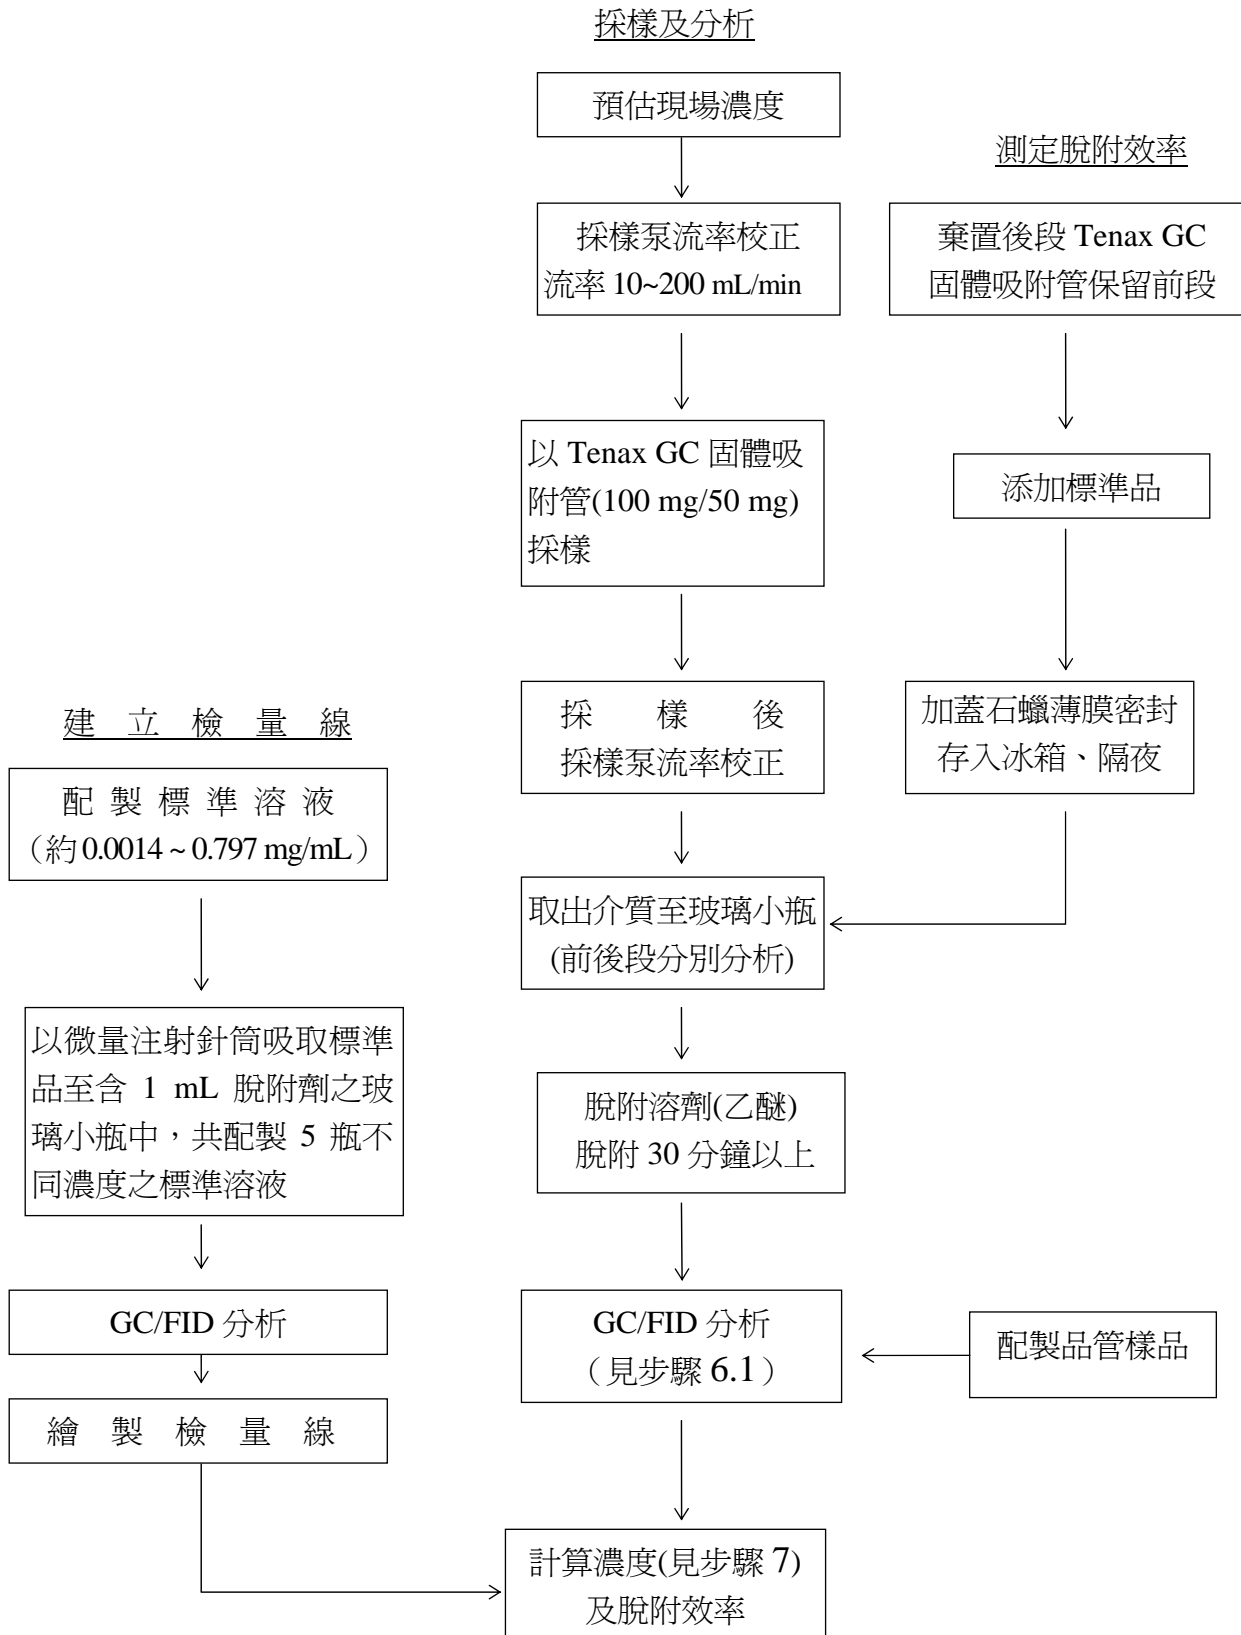 採樣及分析
預估現場濃度
採樣泵流率校正
流率 10~200 mL/min
以 Tenax GC 固體吸
附管(100 mg/50 mg)
採樣
採樣後
採樣泵流率校正
取出介質至玻璃小瓶
(前後段分別分析)
脫附溶劑(乙醚)
脫附 30 分鐘以上
GC/FID 分析
（見步驟 6.1）
計算濃度(見步驟 7)
及脫附效率
測定脫附效率
棄置後段 Tenax GC
固體吸附管保留前段
添加標準品
加蓋石蠟薄膜密封
存入冰箱、隔夜
配製品管樣品
建立檢量線
配製標準溶液
（約 0.0014 ~ 0.797 mg/mL）
以微量注射針筒吸取標準
品至含 1 mL 脫附劑之玻
璃小瓶中，共配製 5 瓶不
同濃度之標準溶液
GC/FID 分析
繪製檢量線